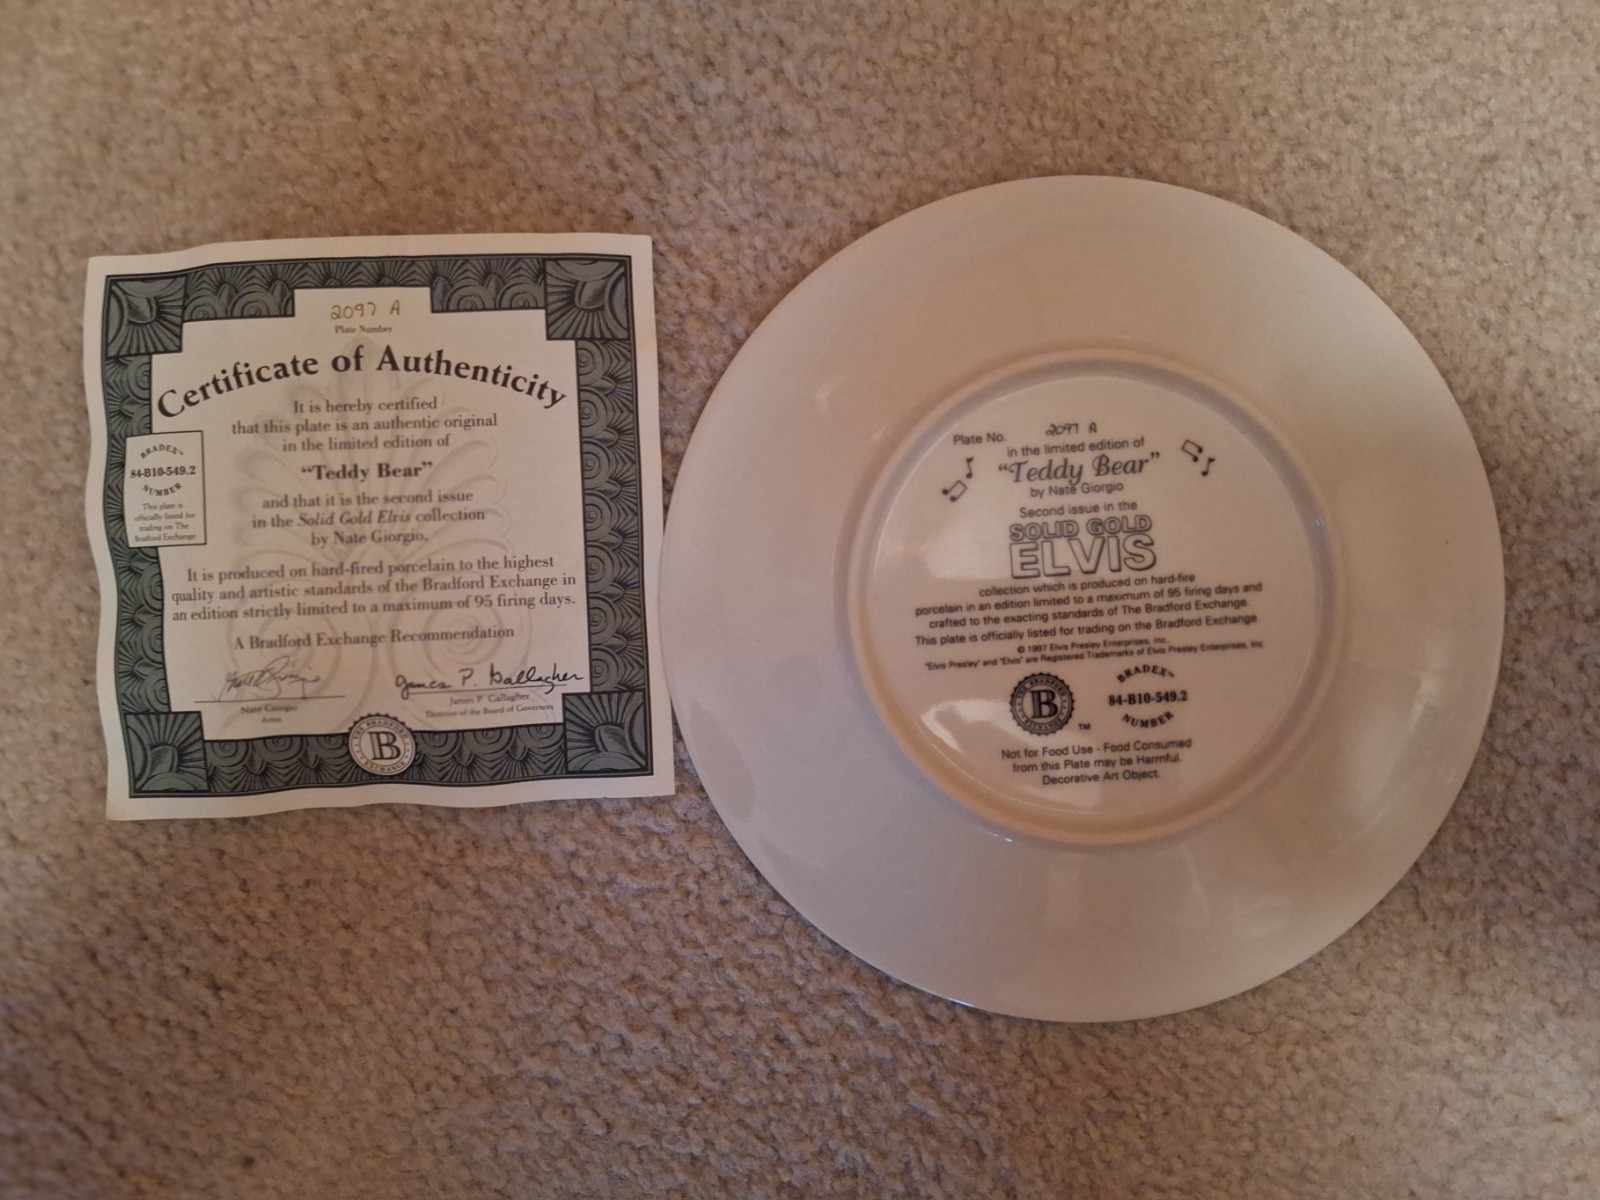 2097 A
Plate Number
Certificate of Authenticity
It is hereby certified
that this plate is an authentic original
in the limited edition of
"Teddy Bear"
and that it is the second issue
in the Solid Gold Elvis collection
by Nate Giorgio.
It is produced on hard-fired porcelain to the highest
quality and artistic standards of the Bradford Exchange in
an edition strictly limited to a maximum of 95 firing days.
A Bradford Exchange Recommendation
James P. Gallagher
Nate Giorgio
Artist
James P. Gallagher
Director of the Board of Governors
BRADEX™
84-B10-549.2
NUMBER
This plate is
officially listed for
trading on The
Bradford Exchange
THE BRADFORD EXCHANGE
B
Plate No. 2097 A
in the limited edition of
"Teddy Bear"
by Nate Giorgio
Second issue in the
SOLID GOLD
ELVIS
collection which is produced on hard-fire
porcelain in an edition limited to a maximum of 95 firing days and
crafted to the exacting standards of The Bradford Exchange.
This plate is officially listed for trading on the Bradford Exchange.
© 1997 Elvis Presley Enterprises, Inc.
"Elvis Presley" and "Elvis" are Registered Trademarks of Elvis Presley Enterprises, Inc.
THE BRADFORD EXCHANGE
B
™
BRADEX™
84-B10-549.2
NUMBER
Not for Food Use - Food Consumed
from this Plate may be Harmful.
Decorative Art Object.